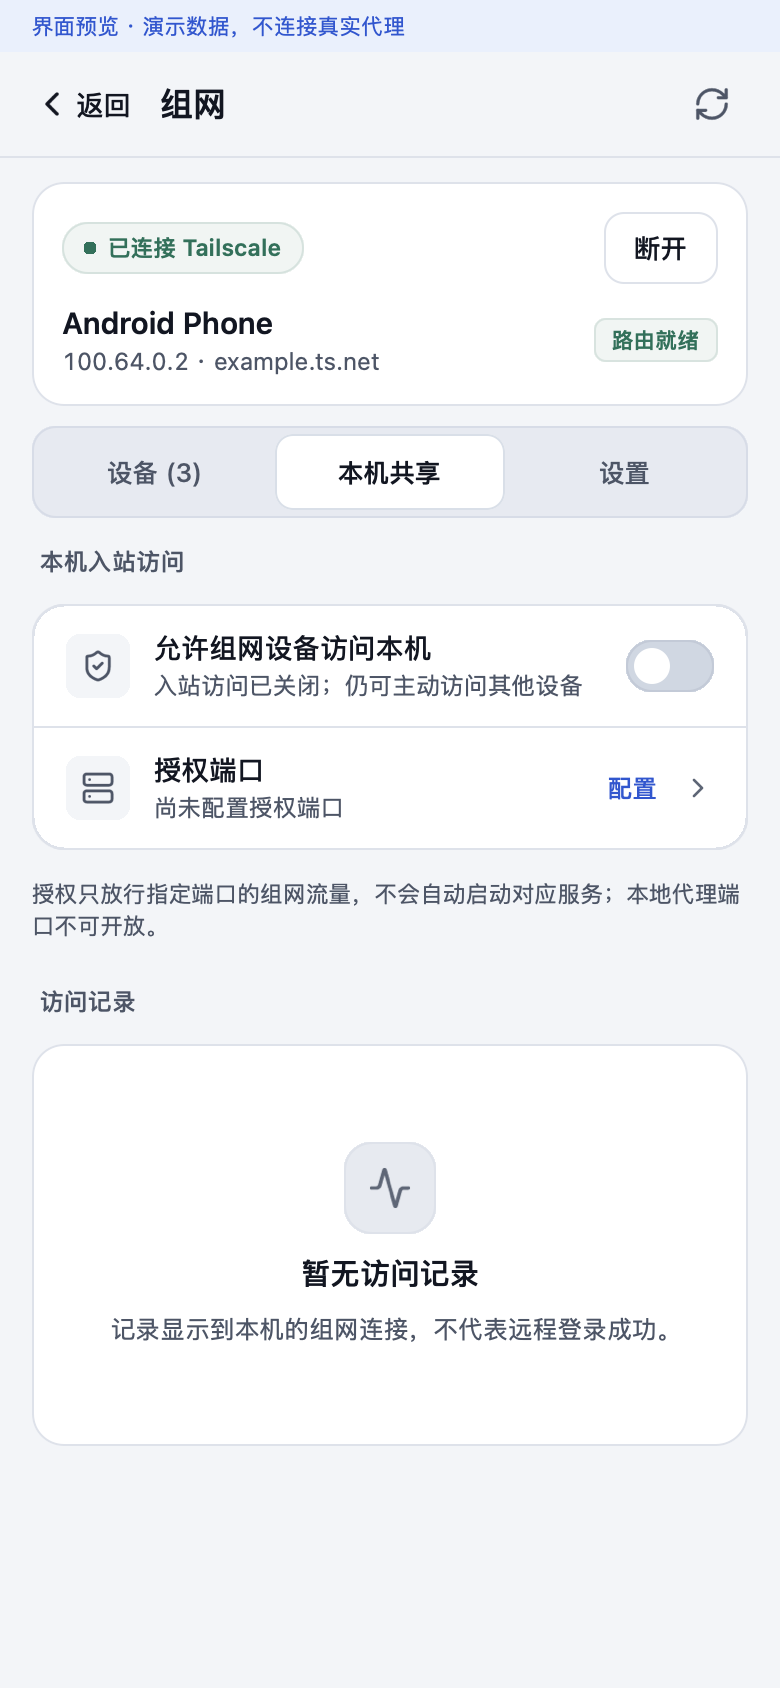 界面预览 · 演示数据，不连接真实代理
返回 组网
已连接 Tailscale
断开
Android Phone
100.64.0.2 · example.ts.net
路由就绪
设备 (3)
本机共享
设置
本机入站访问
允许组网设备访问本机
入站访问已关闭；仍可主动访问其他设备
授权端口
尚未配置授权端口
配置
授权只放行指定端口的组网流量，不会自动启动对应服务；本地代理端
口不可开放。
访问记录
暂无访问记录
记录显示到本机的组网连接，不代表远程登录成功。